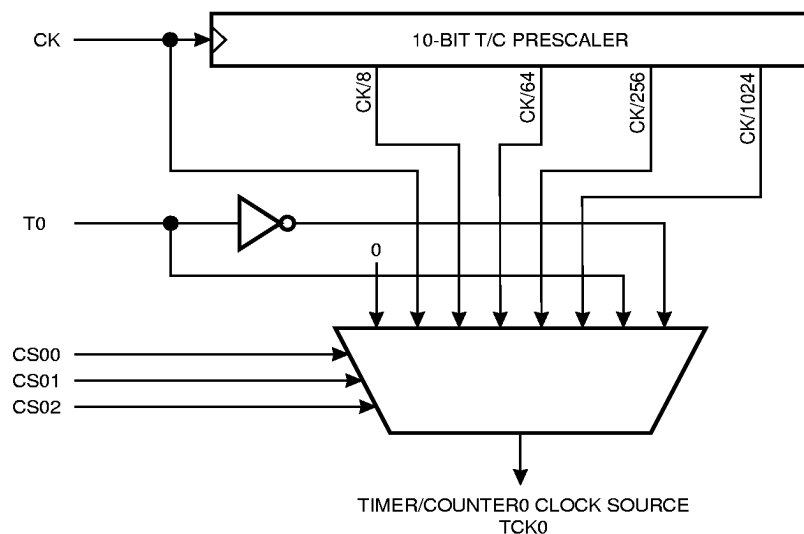 CK
10-BIT T/C PRESCALER
CK/8
CK/64
CK/256
CK/1024
T0
0
CS00
CS01
CS02
TIMER/COUNTER0 CLOCK SOURCE
TCK0